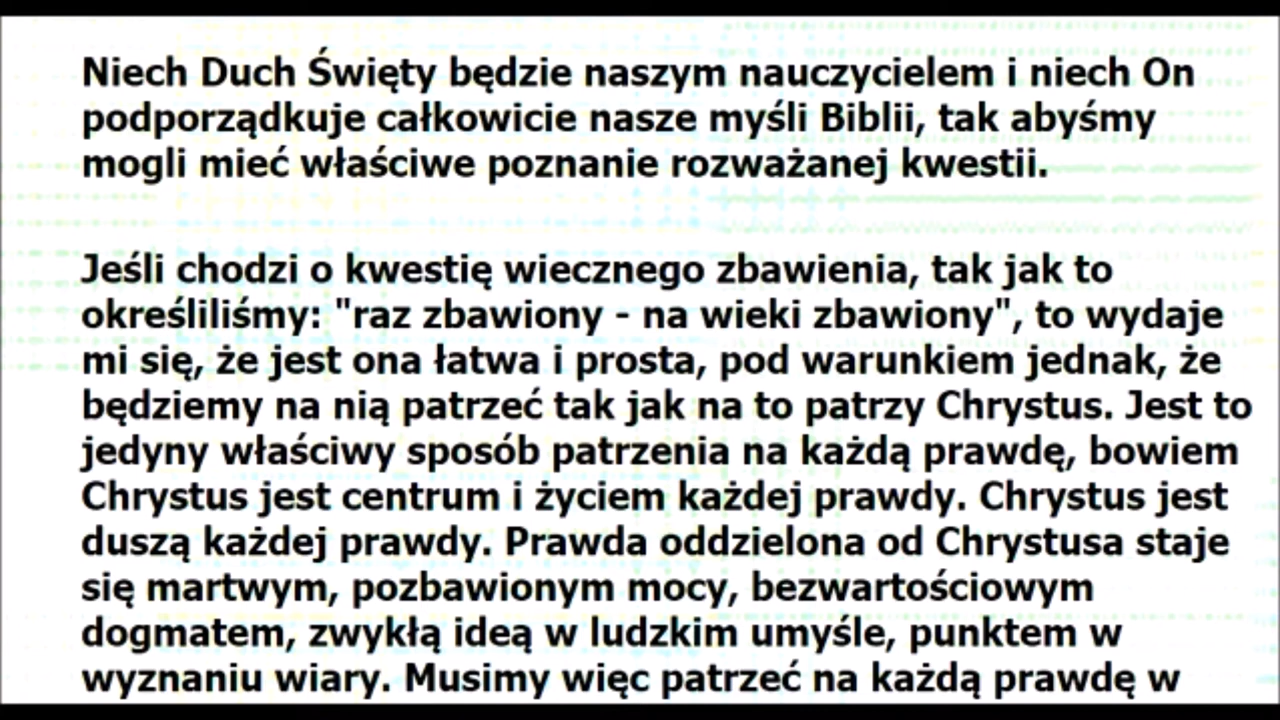 Niech Duch Święty będzie naszym nauczycielem i niech On
podporządkuje całkowicie nasze myśli Biblii, tak abyśmy
mogli mieć właściwe poznanie rozważanej kwestii.
Jeśli chodzi o kwestię wiecznego zbawienia, tak jak to
określiliśmy: "raz zbawiony - na wieki zbawiony", to wydaje
mi się, że jest ona łatwa i prosta, pod warunkiem jednak, że
będziemy na nią patrzeć tak jak na to patrzy Chrystus. Jest to
jedyny właściwy sposób patrzenia na każdą prawdę, bowiem
Chrystus jest centrum i życiem każdej prawdy. Chrystus jest
duszą każdej prawdy. Prawda oddzielona od Chrystusa staje
się martwym, pozbawionym mocy, bezwartościowym
dogmatem, zwykłą ideą w ludzkim umyśle, punktem w
wyznaniu wiary. Musimy więc patrzeć na każdą prawdę w